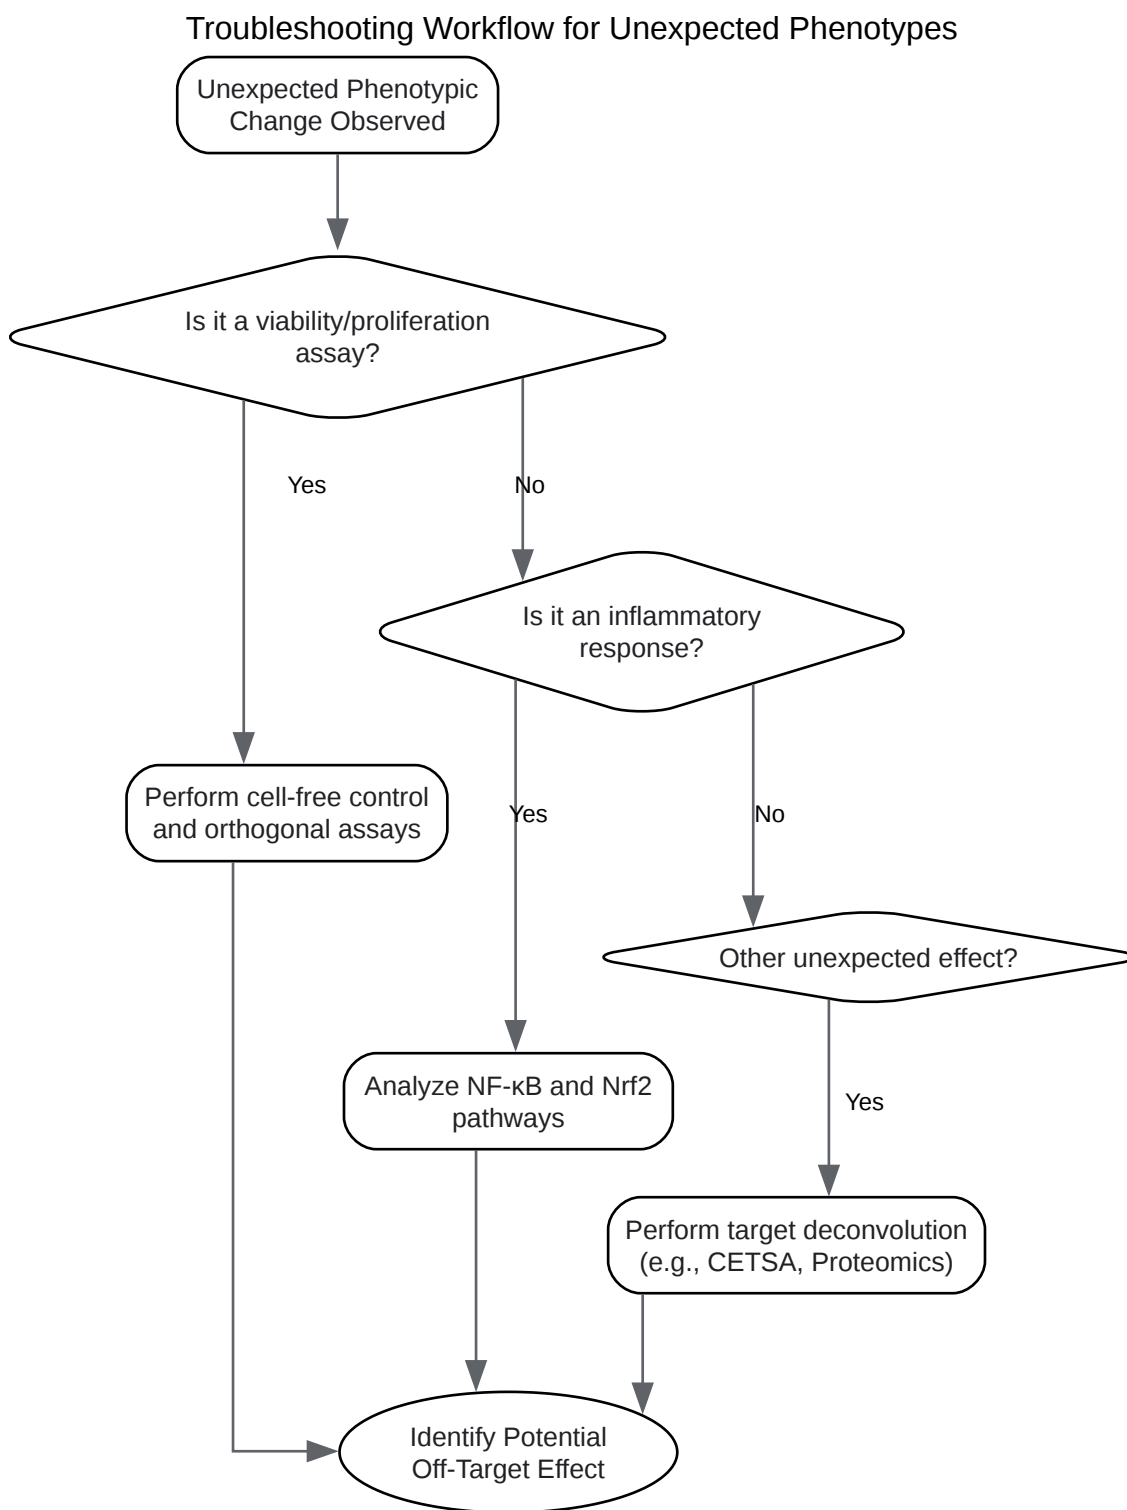 Troubleshooting Workflow for Unexpected Phenotypes
Unexpected Phenotypic
Change Observed
Is it a viability/proliferation
assay?
Yes
No
Is it an inflammatory
response?
Perform cell-free control
and orthogonal assays
Yes
No
Other unexpected effect?
Analyze NF-κB and Nrf2
pathways
Yes
Perform target deconvolution
(e.g., CETSA, Proteomics)
Identify Potential
Off-Target Effect